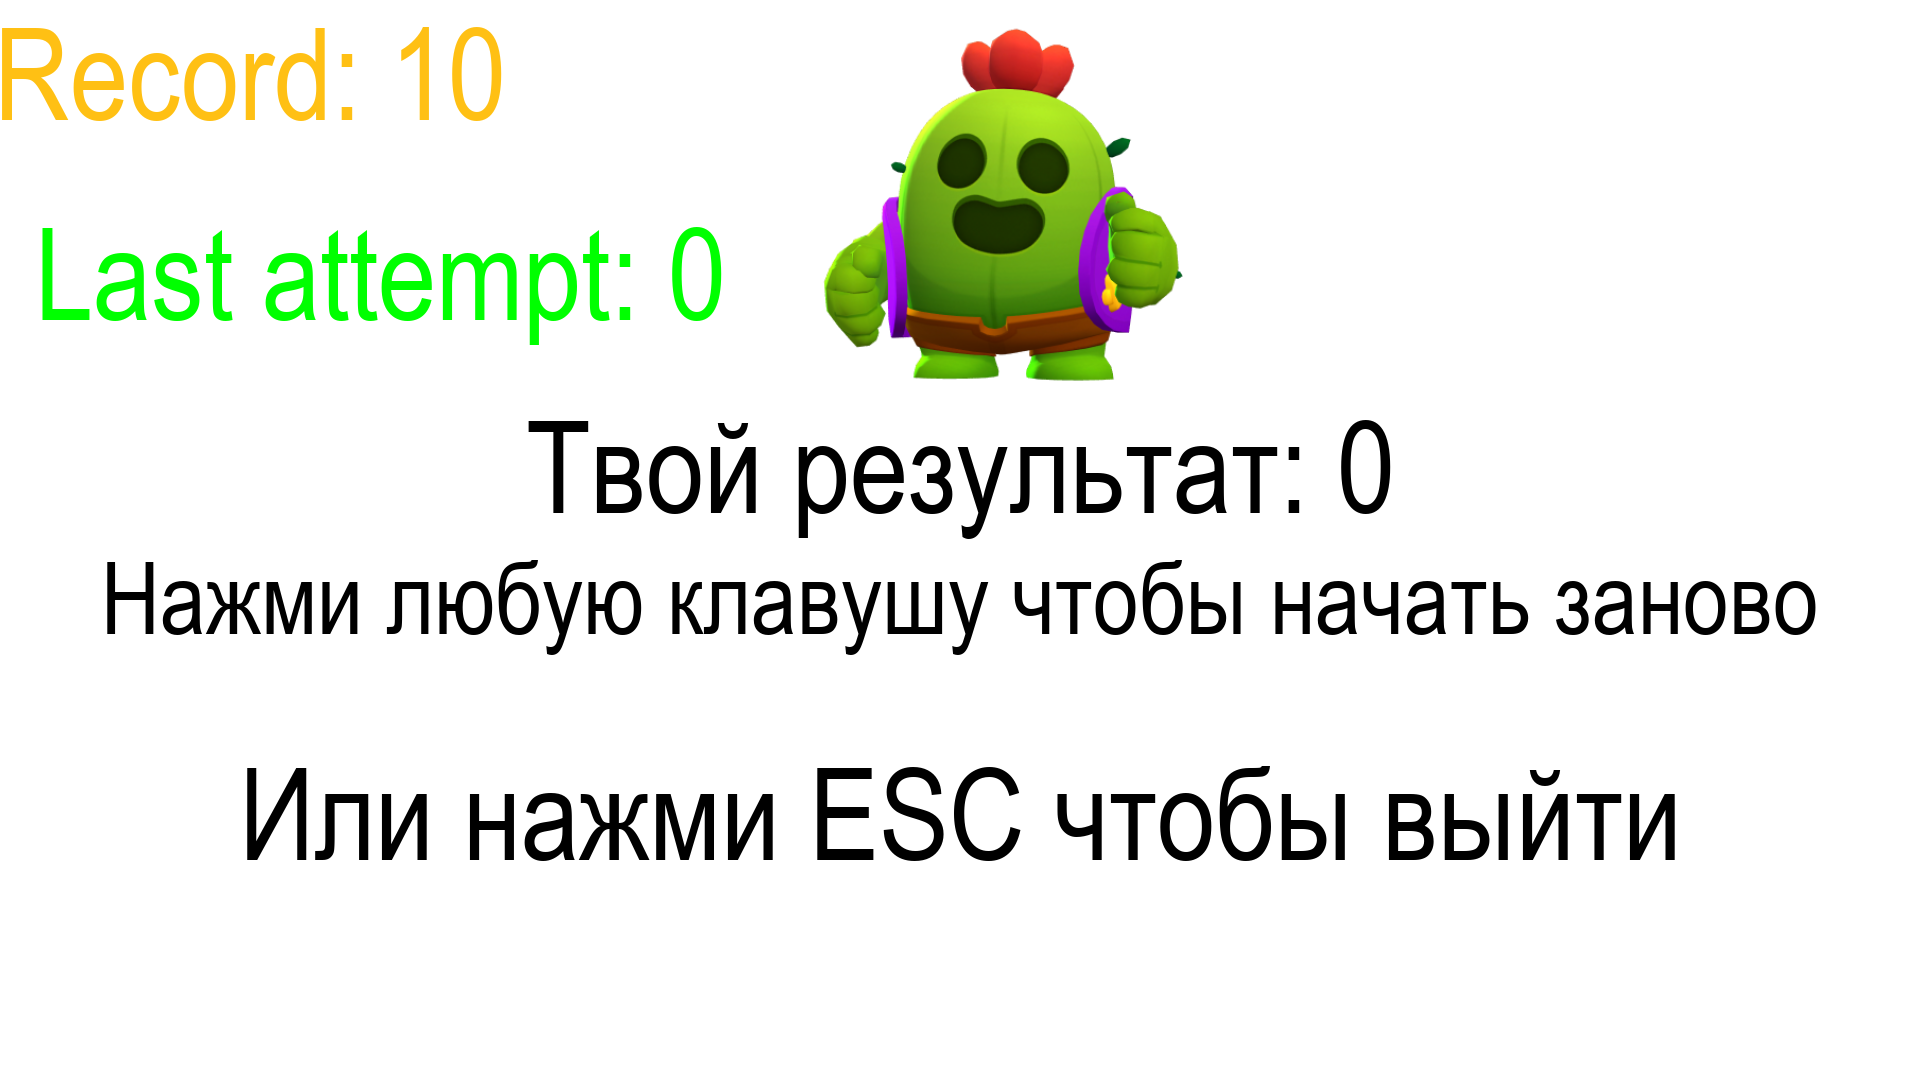 Record: 10
Last attempt: 0
Твой результат: 0
Нажми любую клавушу чтобы начать заново
Или нажми ESC чтобы выйти